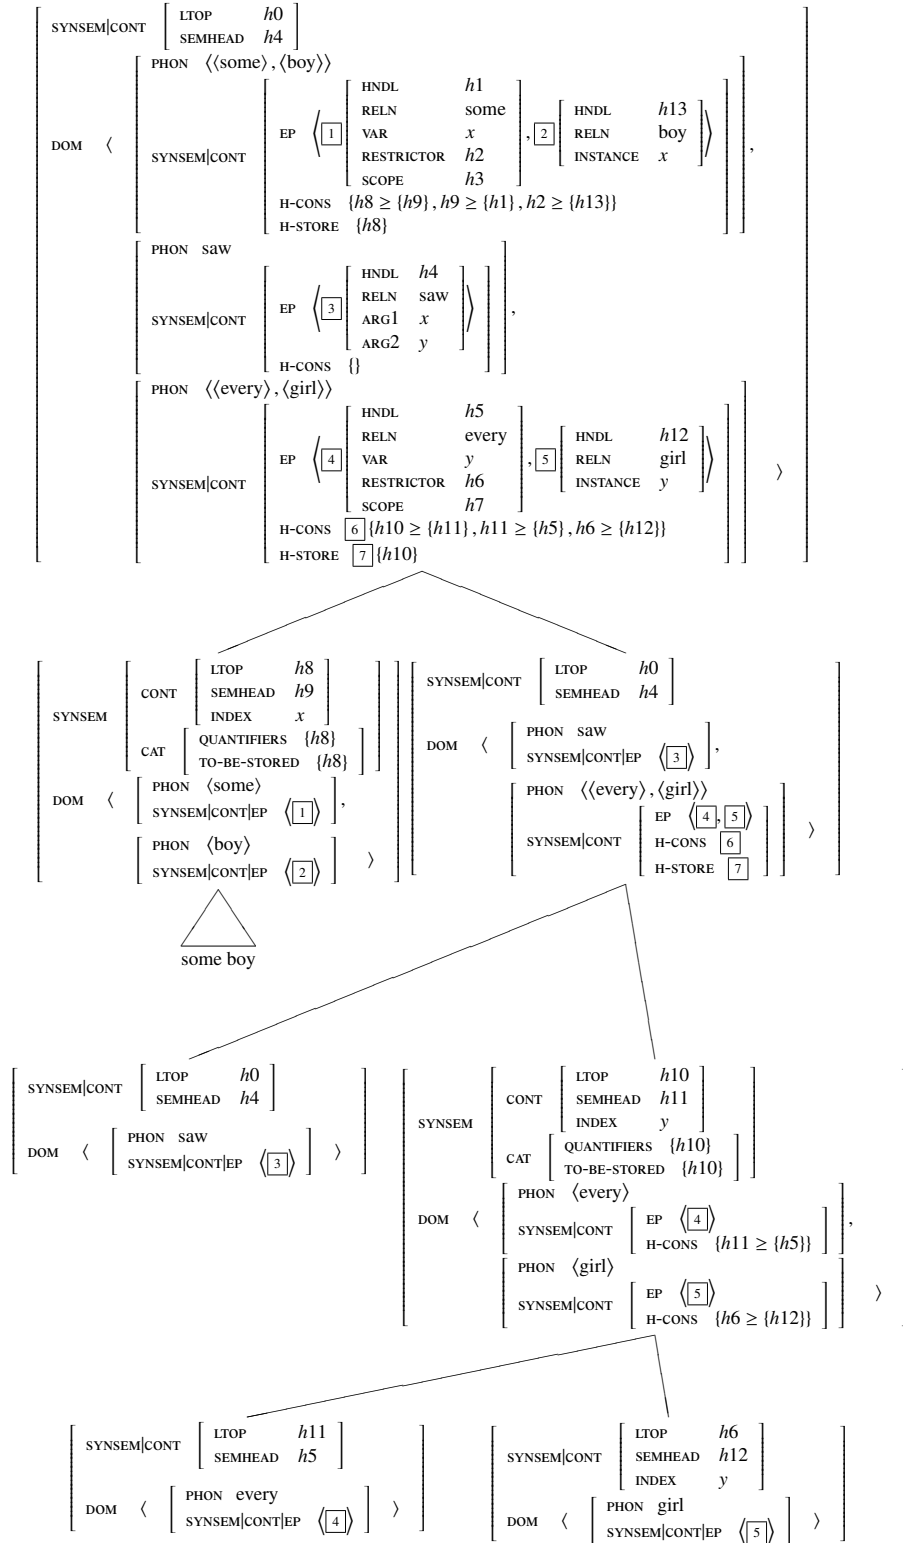 SYNSEM|CONT LTOP h0
SEMHEAD h4
PHON ⟨⟨some⟩,⟨boy⟩⟩
DOM ⟨ SYNSEM|CONT EP ⟨ 1 HNDL h1
RELN some
VAR x
RESTRICTOR h2
SCOPE h3
, 2 HNDL h13
RELN boy
INSTANCE x ⟩
H-CONS {h8 ≥ {h9}, h9 ≥ {h1}, h2 ≥ {h13}}
H-STORE {h8}
,
PHON saw
SYNSEM|CONT EP ⟨ 3 HNDL h4
RELN saw
ARG1 x
ARG2 y ⟩
H-CONS {}
,
PHON ⟨⟨every⟩,⟨girl⟩⟩
SYNSEM|CONT EP ⟨ 4 HNDL h5
RELN every
VAR y
RESTRICTOR h6
SCOPE h7
, 5 HNDL h12
RELN girl
INSTANCE y ⟩
H-CONS 6 {h10 ≥ {h11}, h11 ≥ {h5}, h6 ≥ {h12}}
H-STORE 7 {h10}
⟩
SYNSEM CONT LTOP h8
SEMHEAD h9
INDEX x
CAT QUANTIFIERS {h8}
TO-BE-STORED {h8}
DOM ⟨ PHON ⟨some⟩
SYNSEM|CONT|EP ⟨ 1 ⟩ ,
PHON ⟨boy⟩
SYNSEM|CONT|EP ⟨ 2 ⟩ ⟩
some boy
SYNSEM|CONT LTOP h0
SEMHEAD h4
DOM ⟨ PHON saw
SYNSEM|CONT|EP ⟨ 3 ⟩ ,
PHON ⟨⟨every⟩,⟨girl⟩⟩
SYNSEM|CONT EP ⟨ 4 , 5 ⟩
H-CONS 6
H-STORE 7
⟩
SYNSEM|CONT LTOP h0
SEMHEAD h4
DOM ⟨ PHON saw
SYNSEM|CONT|EP ⟨ 3 ⟩ ⟩
SYNSEM CONT LTOP h10
SEMHEAD h11
INDEX y
CAT QUANTIFIERS {h10}
TO-BE-STORED {h10}
DOM ⟨ PHON ⟨every⟩
SYNSEM|CONT EP ⟨ 4 ⟩
H-CONS {h11 ≥ {h5}}
,
PHON ⟨girl⟩
SYNSEM|CONT EP ⟨ 5 ⟩
H-CONS {h6 ≥ {h12}}
⟩
SYNSEM|CONT LTOP h11
SEMHEAD h5
DOM ⟨ PHON every
SYNSEM|CONT|EP ⟨ 4 ⟩ ⟩
SYNSEM|CONT LTOP h6
SEMHEAD h12
INDEX y
DOM ⟨ PHON girl
SYNSEM|CONT|EP ⟨ 5 ⟩ ⟩